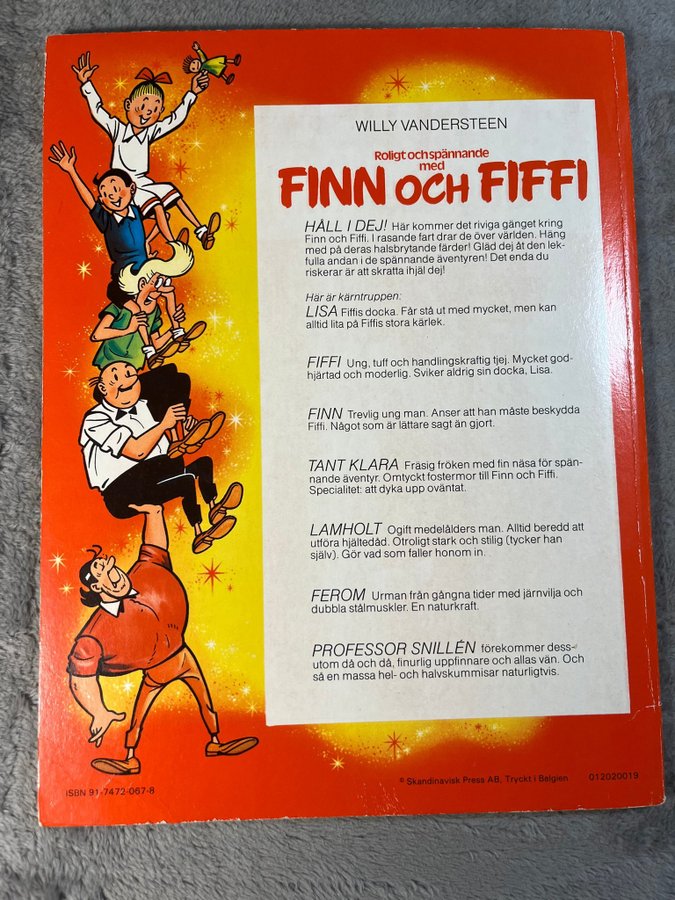 WILLY VANDERSTEEN
Roligt och spännande
med
FINN OCH FIFFI
HÅLL I DEJ! Här kommer det riviga gänget kring
Finn och Fiffi. I rasande fart drar de över världen. Häng
med på deras halsbrytande färder! Gläd dej åt den lek-
fulla andan i de spännande äventyren! Det enda du
riskerar är att skratta ihjäl dej!
Här är kärntruppen:
LISA Fiffis docka. Får stå ut med mycket, men kan
alltid lita på Fiffis stora kärlek.
FIFFI Ung, tuff och handlingskraftig tjej. Mycket god-
hjärtad och moderlig. Sviker aldrig sin docka, Lisa.
FINN Trevlig ung man. Anser att han måste beskydda
Fiffi. Något som är lättare sagt än gjort.
TANT KLARA Fräsig fröken med fin näsa för spän-
nande äventyr. Omtyckt fostermor till Finn och Fiffi.
Specialitet: att dyka upp oväntat.
LAMHOLT Ogift medelålders man. Alltid beredd att
utföra hjältedåd. Otroligt stark och stilig (tycker han
själv). Gör vad som faller honom in.
FEROM Urman från gångna tider med järnvilja och
dubbla stålmuskler. En naturkraft.
PROFESSOR SNILLÉN förekommer dess-
utom då och då, finurlig uppfinnare och allas vän. Och
så en massa hel- och halvskummisar naturligtvis.
ISBN 91-7472-067-8
© Skandinavisk Press AB, Tryckt i Belgien
012020019